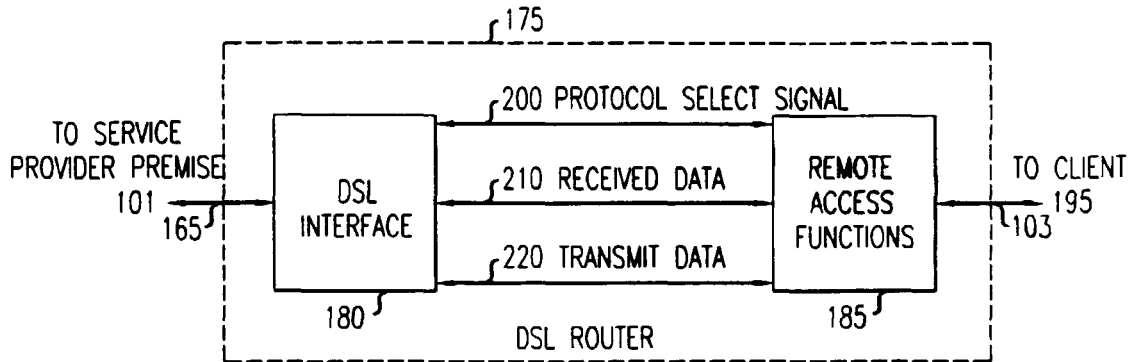 175
200 PROTOCOL SELECT SIGNAL
TO SERVICE
PROVIDER PREMISE
101
165
DSL
INTERFACE
180
210 RECEIVED DATA
220 TRANSMIT DATA
REMOTE
ACCESS
FUNCTIONS
185
TO CLIENT
195
103
DSL ROUTER